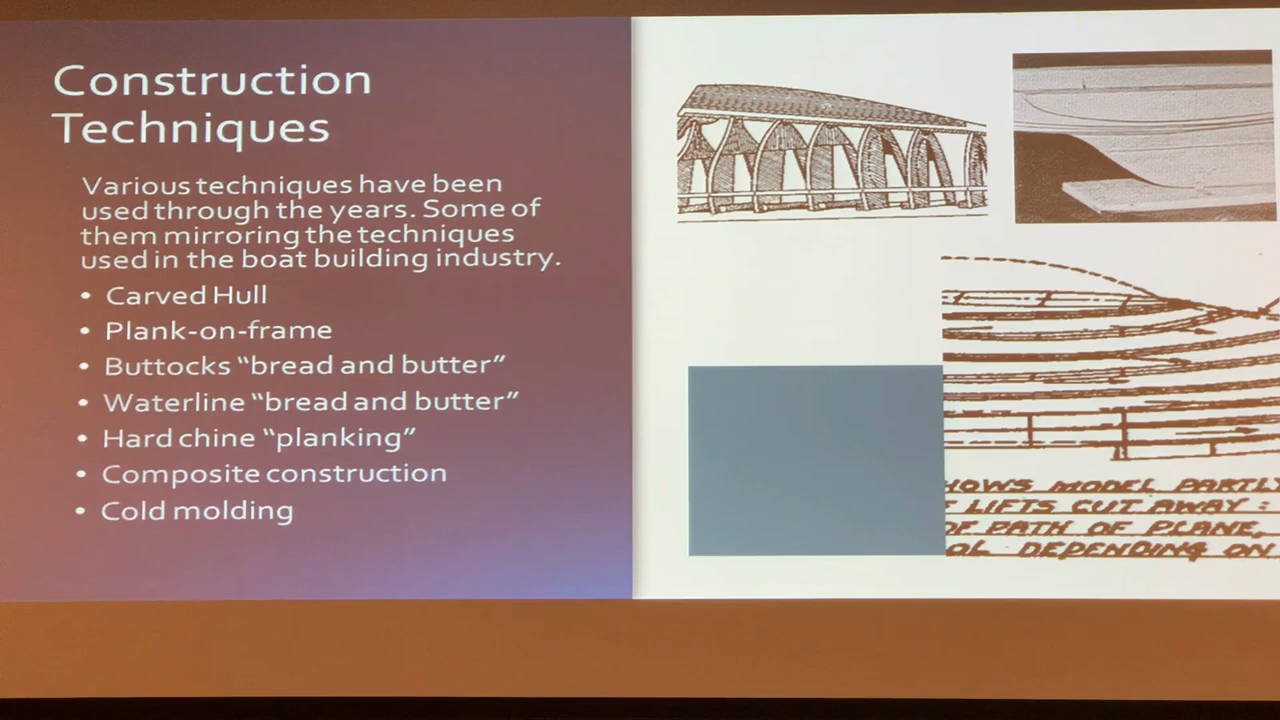 Construction
Techniques
Various techniques have been
used through the years. Some of
them mirroring the techniques
used in the boat building industry.
• Carved Hull
• Plank-on-frame
• Buttocks “bread and butter”
• Waterline “bread and butter”
• Hard chine “planking”
• Composite construction
• Cold molding
HOWS MODEL PARTLY
F LIFTS CUT AWAY :
OF PATH OF PLANE,
OL DEPENDING ON